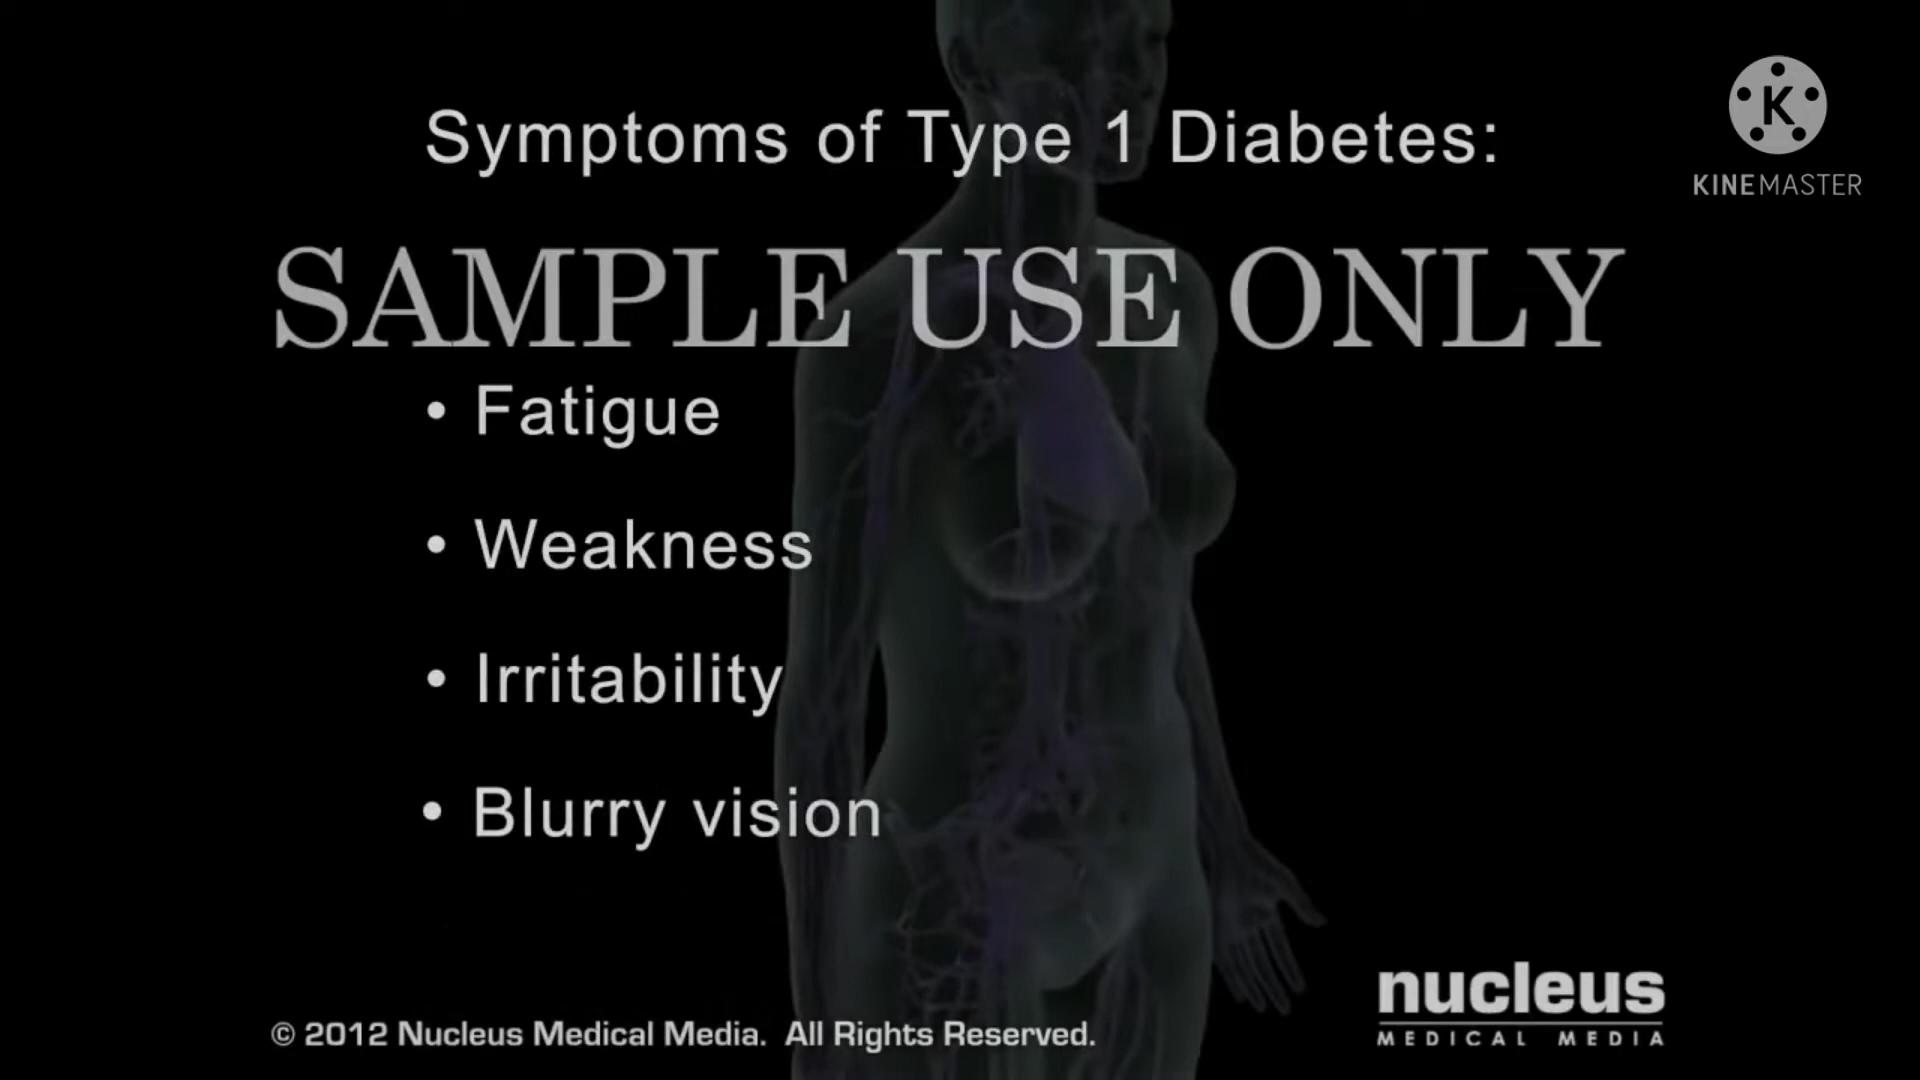 Symptoms of Type 1 Diabetes:
K
KINEMASTER
SAMPLE USE ONLY
• Fatigue
• Weakness
• Irritability
• Blurry vision
nucleus
MEDICAL MEDIA
© 2012 Nucleus Medical Media. All Rights Reserved.